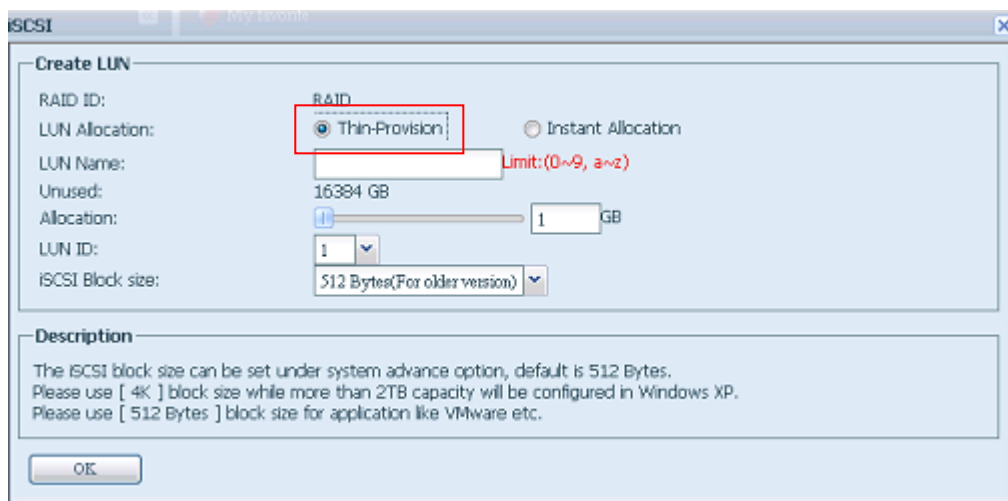 My favorite
iSCSI
Create LUN
RAID ID: RAID
LUN Allocation: Thin-Provision Instant Allocation
LUN Name: Limit:(0~9, a~z)
Unused: 16384 GB
Allocation: 1 GB
LUN ID: 1
iSCSI Block size: 512 Bytes(For older version)
Description
The iSCSI block size can be set under system advance option, default is 512 Bytes.
Please use [ 4K ] block size while more than 2TB capacity will be configured in Windows XP.
Please use [ 512 Bytes ] block size for application like VMware etc.
OK